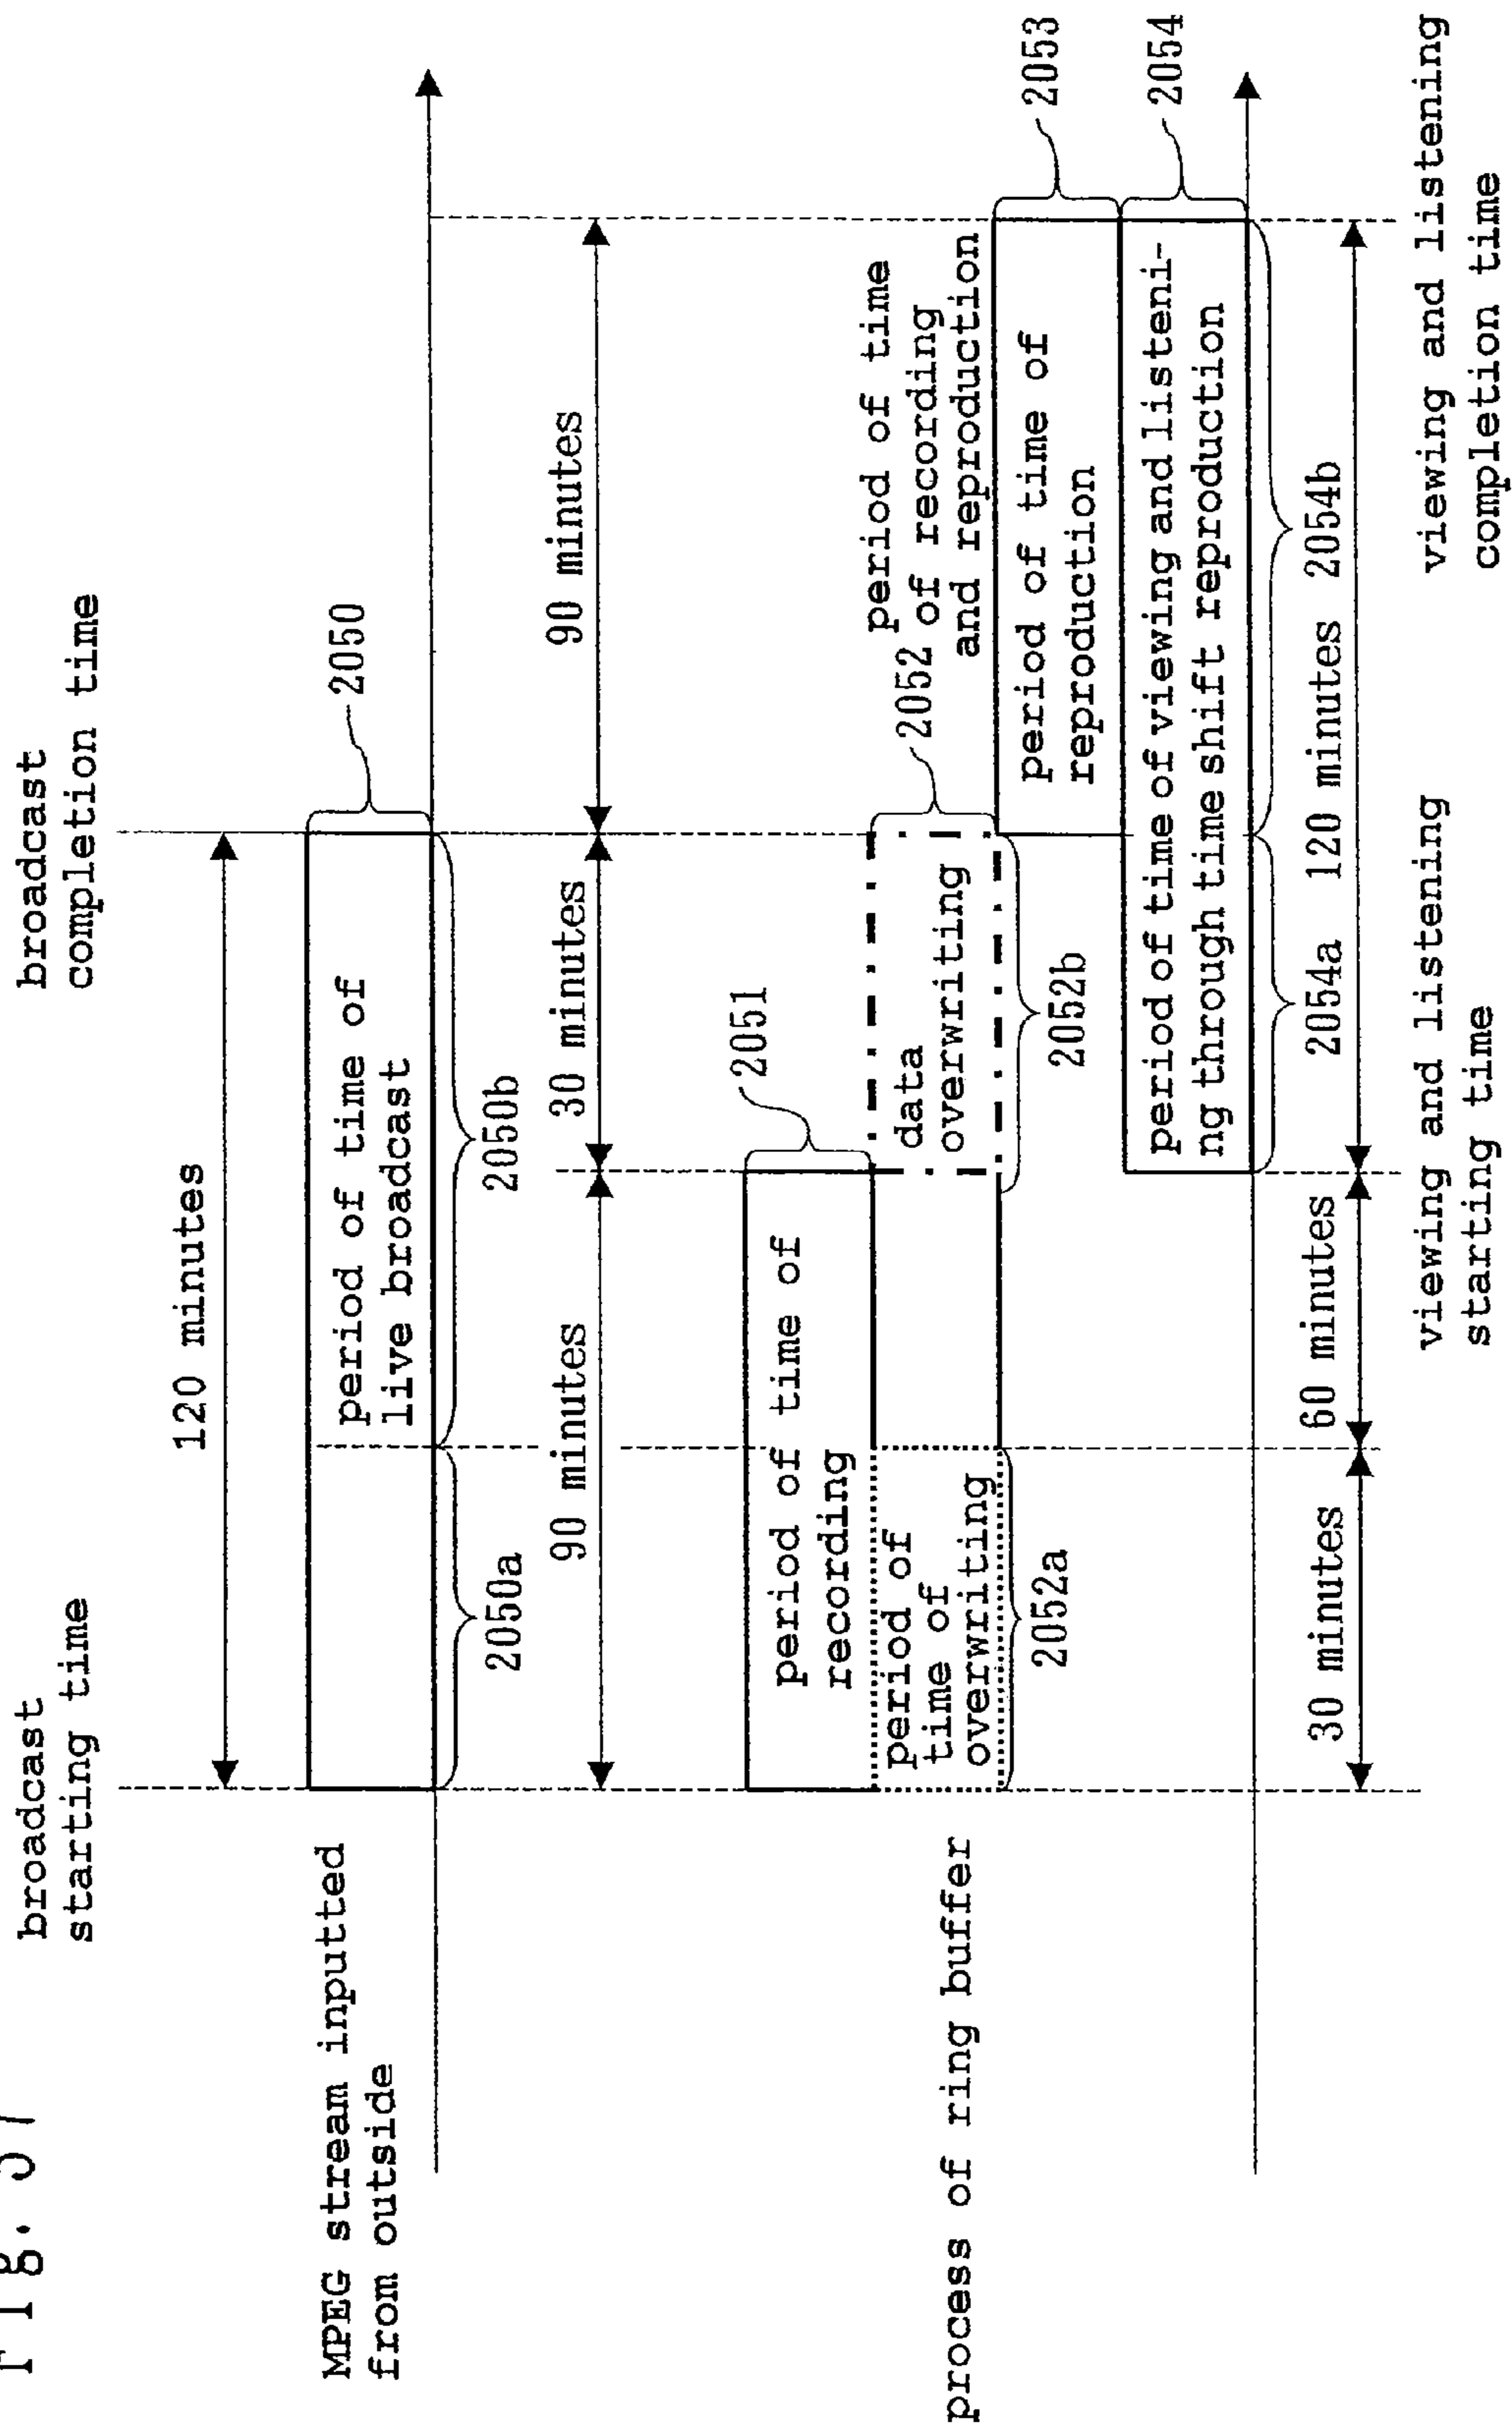 broadcast
starting time
broadcast
completion time
120 minutes
MPEG stream inputted
from outside
period of time of
live broadcast
2050
2050a
2050b
90 minutes
30 minutes
90 minutes
process of ring buffer
period of time of
recording
2051
period of
time of
overwriting
data
overwriting
2052
period of time
of recording
and reproduction
2052a
2052b
period of time of
reproduction
2053
period of time of viewing and listeni-
ng through time shift reproduction
2054
2054a
2054b
30 minutes
60 minutes
120 minutes
viewing and listening
starting time
viewing and listening
completion time